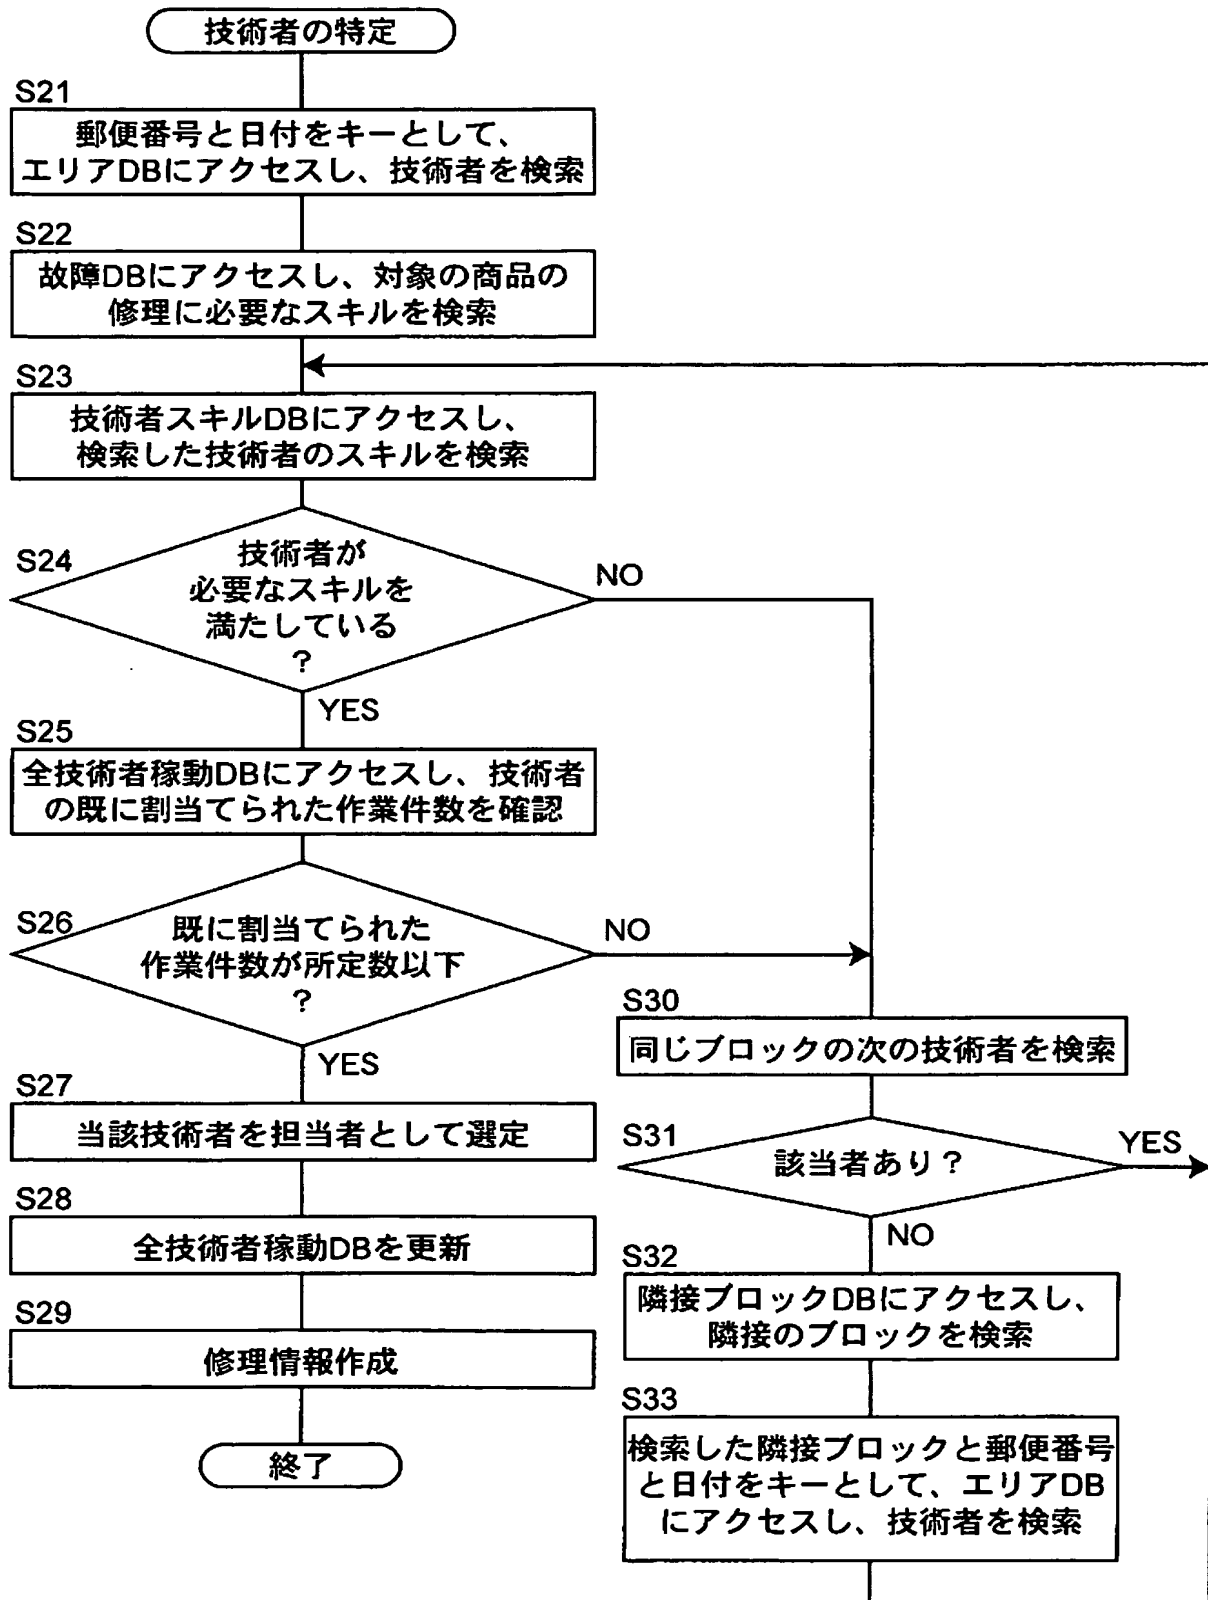 技術者の特定
S21
郵便番号と日付をキーとして、
エリアDBにアクセスし、技術者を検索
S22
故障DBにアクセスし、対象の商品の
修理に必要なスキルを検索
S23
技術者スキルDBにアクセスし、
検索した技術者のスキルを検索
S24
技術者が
必要なスキルを
満たしている
?
NO
YES
S25
全技術者稼動DBにアクセスし、技術者
の既に割当てられた作業件数を確認
S26
既に割当てられた
作業件数が所定数以下
?
NO
YES
S27
当該技術者を担当者として選定
S28
全技術者稼動DBを更新
S29
修理情報作成
終了
S30
同じブロックの次の技術者を検索
S31
該当者あり?
YES
NO
S32
隣接ブロックDBにアクセスし、
隣接のブロックを検索
S33
検索した隣接ブロックと郵便番号
と日付をキーとして、エリアDB
にアクセスし、技術者を検索